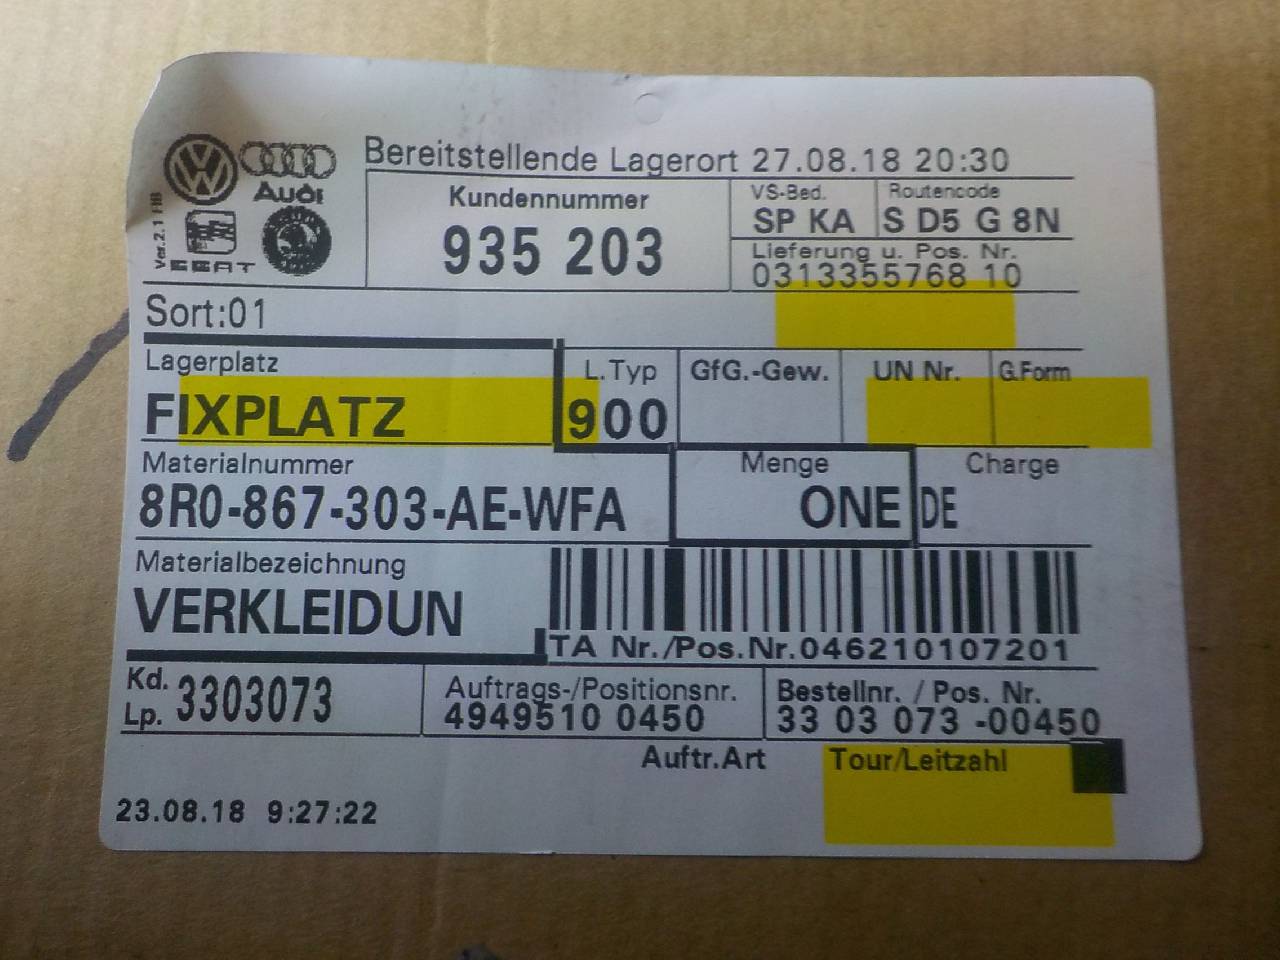 Bereitstellende Lagerort 27.08.18 20:30
Audi
SEAT
Ver.2.1 HB
Kundennummer
935 203
VS-Bed.
SP KA
Routencode
S D5 G 8N
Lieferung u. Pos. Nr.
0313355768 10
Sort:01
Lagerplatz
FIXPLATZ
L.Typ
900
GfG.-Gew.
UN Nr.
G.Form
Materialnummer
8R0-867-303-AE-WFA
Menge
ONE
Charge
DE
Materialbezeichnung
VERKLEIDUN
TA Nr./Pos.Nr.046210107201
Kd. Lp. 3303073
Auftrags-/Positionsnr.
4949510 0450
Bestellnr. / Pos. Nr.
33 03 073 -00450
Auftr.Art
Tour/Leitzahl
23.08.18 9:27:22